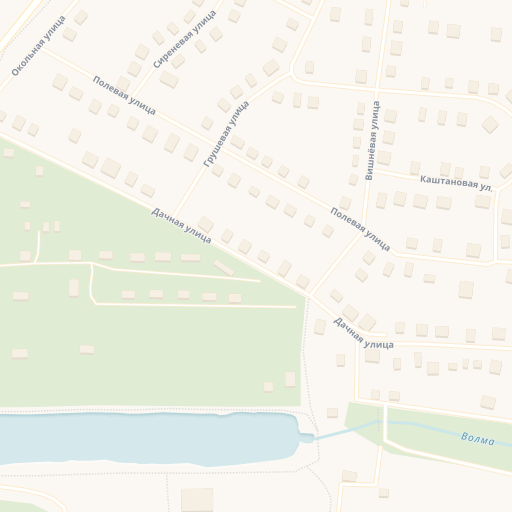 Окольная улица
Сиреневая улица
Полевая улица
Грушевая улица
Вишнёвая улица
Каштановая ул.
Дачная улица
Полевая улица
Дачная улица
Волма